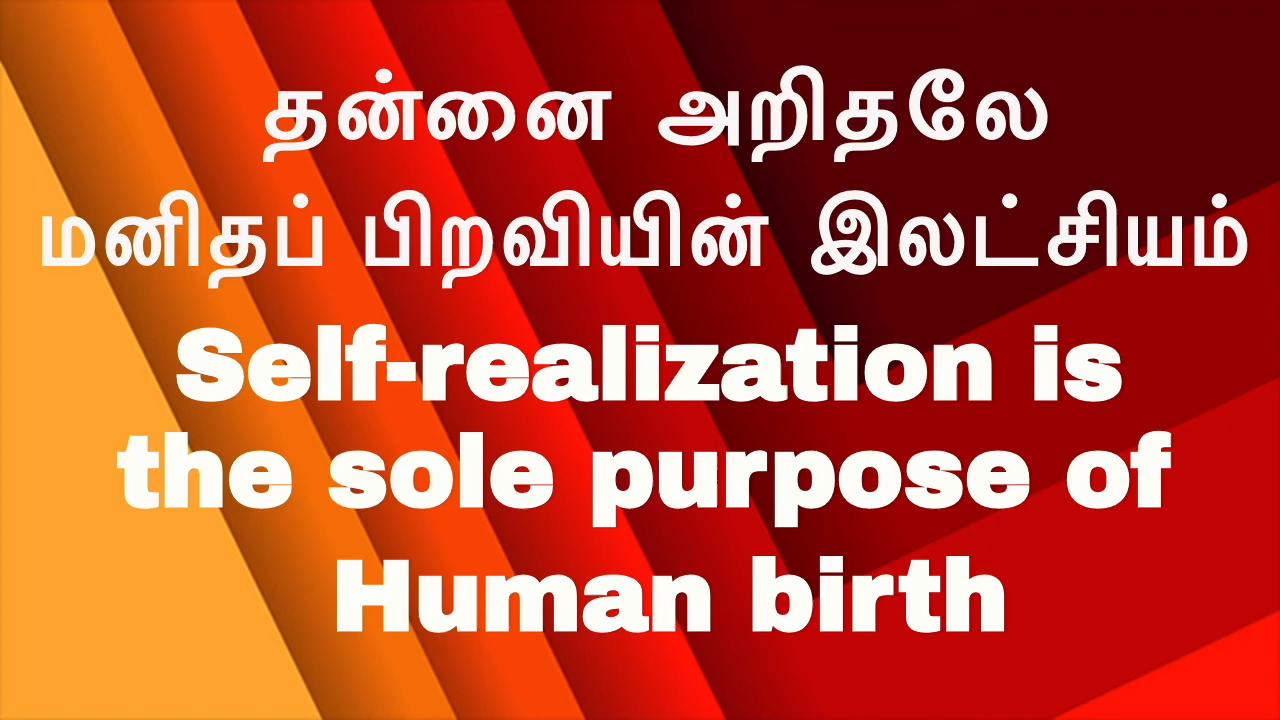 தன்னை அறிதலே
மனிதப் பிறவியின் இலட்சியம்
Self-realization is
the sole purpose of
Human birth